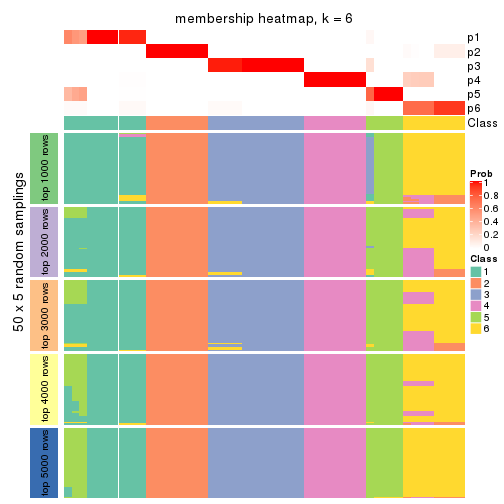 membership heatmap, k = 6
p1
p2
p3
p4
p5
p6
Class
50 x 5 random samplings
top 1000 rows
top 2000 rows
top 3000 rows
top 4000 rows
top 5000 rows
Prob
1
0.8
0.6
0.4
0.2
0
Class
1
2
3
4
5
6